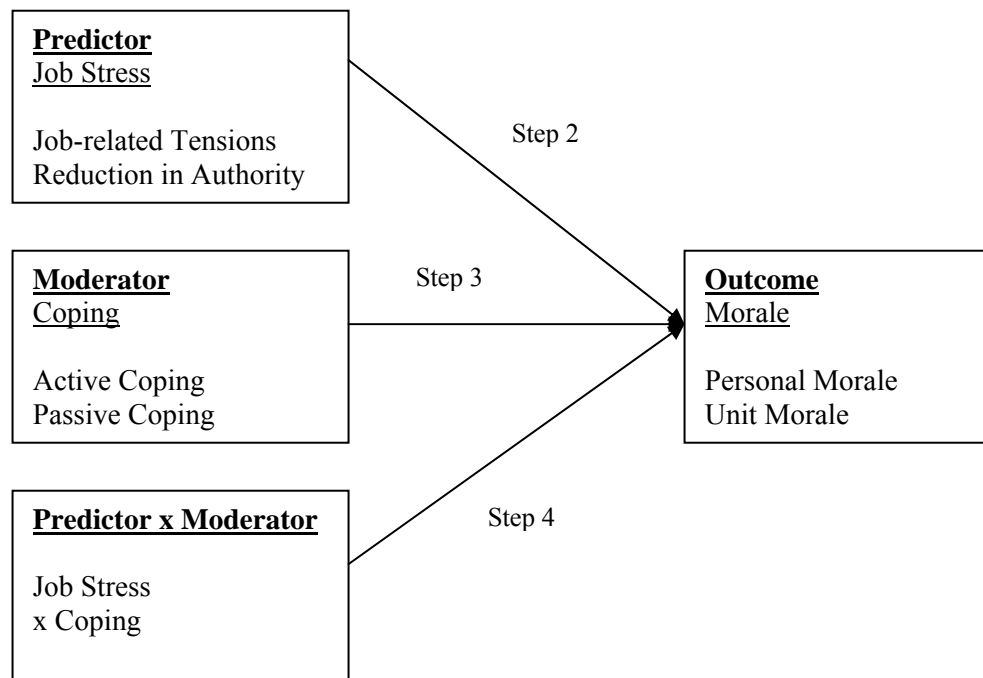 Predictor
Job Stress
Job-related Tensions
Reduction in Authority
Step 2
Moderator
Coping
Active Coping
Passive Coping
Step 3
Outcome
Morale
Personal Morale
Unit Morale
Predictor x Moderator
Job Stress
x Coping
Step 4